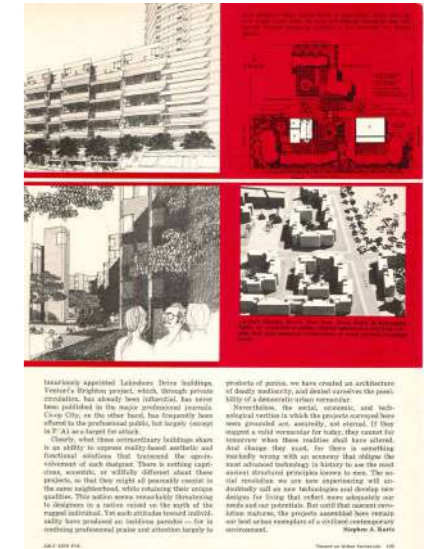 luxuriously appointed Lakeshore Drive buildings,
Venturi's Brighton project, which, through private
circulation, has already been influential, has never
been published in the major professional journals.
Co-op City, on the other hand, has frequently been
offered to the professional public, but largely (except
in P/A) as a target for attack.
Clearly, what these extraordinary buildings share
is an ability to express reality-based aesthetic and
functional solutions that transcend the ego-in-
volvement of each designer. There is nothing capri-
cious, eccentric, or willfully different about these
projects, so that they might all peaceably coexist in
the same neighborhood, while retaining their unique
qualities. This notion seems remarkably threatening
to designers in a nation raised on the myth of the
rugged individual. Yet such attitudes toward individ-
uality have produced an insidious paradox — for in
confining professional praise and attention largely to
products of genius, we have created an architecture
of deadly mediocrity, and denied ourselves the possi-
bility of a democratic urban vernacular.
Nevertheless, the social, economic, and tech-
nological verities in which the projects surveyed here
seem grounded are, assuredly, not eternal. If they
suggest a valid vernacular for today, they cannot for
tomorrow when these realities shall have altered.
And change they must, for there is something
markedly wrong with an economy that obliges the
most advanced technology in history to use the most
ancient structural principles known to men. The so-
cial revolution we are now experiencing will un-
doubtedly call on new technologies and develop new
designs for living that reflect more adequately our
needs and our potentials. But until that nascent revo-
lution matures, the projects assembled here remain
our best urban exemplars of a civilized contemporary
environment.
Stephen A. Kurtz
JULY 1970 P/A
Toward an Urban Vernacular 105